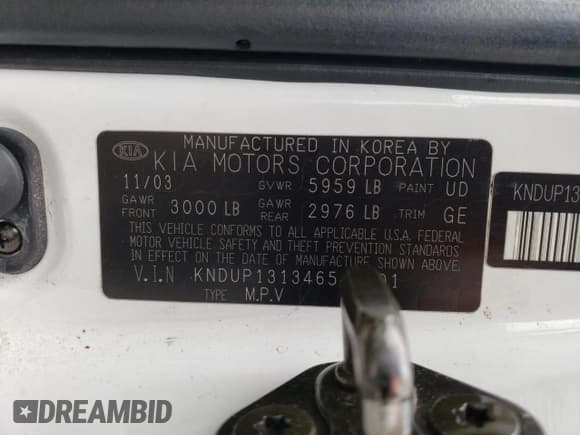 MANUFACTURED IN KOREA BY
KIA KIA MOTORS CORPORATION
11/03 GVWR 5959 LB PAINT UD
GAWR FRONT 3000 LB GAWR REAR 2976 LB TRIM GE
THIS VEHICLE CONFORMS TO ALL APPLICABLE U.S.A. FEDERAL
MOTOR VEHICLE SAFETY AND THEFT PREVENTION STANDARDS
IN EFFECT ON THE DATE OF MANUFACTURE SHOWN ABOVE.
V.I.N KNDUP1313465
TYPE M.P.V
KNDUP13
DREAMBID